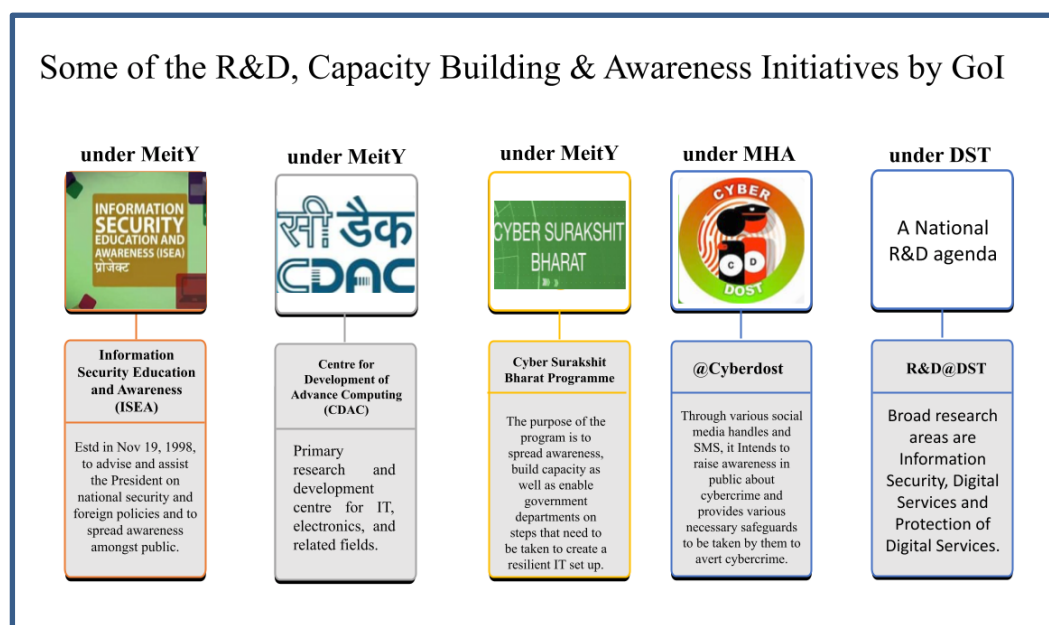 Some of the R&D, Capacity Building & Awareness Initiatives by GoI
under MeitY
INFORMATION
SECURITY
EDUCATION AND
AWARENESS (ISEA)
प्रोजेक्ट
Information
Security Education
and Awareness
(ISEA)
Estd in Nov 19, 1998,
to advise and assist
the President on
national security and
foreign policies and to
spread awareness
amongst public.
under MeitY
सी डैक
CDAC
Centre for
Development of
Advance Computing
(CDAC)
Primary
research and
development
centre for IT,
electronics, and
related fields.
under MeitY
CYBER SURAKSHIT
BHARAT
Cyber Surakshit
Bharat Programme
The purpose of the
program is to
spread awareness,
build capacity as
well as enable
government
departments on
steps that need to
be taken to create a
resilient IT set up.
under MHA
CYBER
C D
DOST
@Cyberdost
Through various social
media handles and
SMS, it Intends to
raise awareness in
public about
cybercrime and
provides various
necessary safeguards
to be taken by them to
avert cybercrime.
under DST
A National
R&D agenda
R&D@DST
Broad research
areas are
Information
Security, Digital
Services and
Protection of
Digital Services.